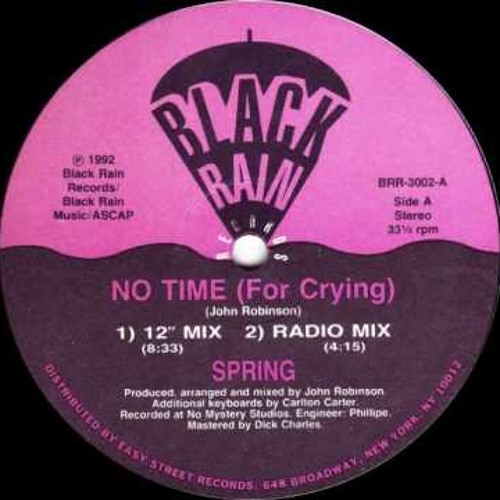 BLACK
RAIN
RECORDS
℗ 1992
Black Rain
Records/
Black Rain
Music/ASCAP
BRR-3002-A
Side A
Stereo
33⅓ rpm
NO TIME (For Crying)
(John Robinson)
1) 12" MIX 2) RADIO MIX
(8:33) (4:15)
SPRING
Produced, arranged and mixed by John Robinson.
Additional keyboards by Carlton Carter.
Recorded at No Mystery Studios. Engineer: Phillipe.
Mastered by Dick Charles.
DISTRIBUTED BY EASY STREET RECORDS, 648 BROADWAY, NEW YORK, NY 10012